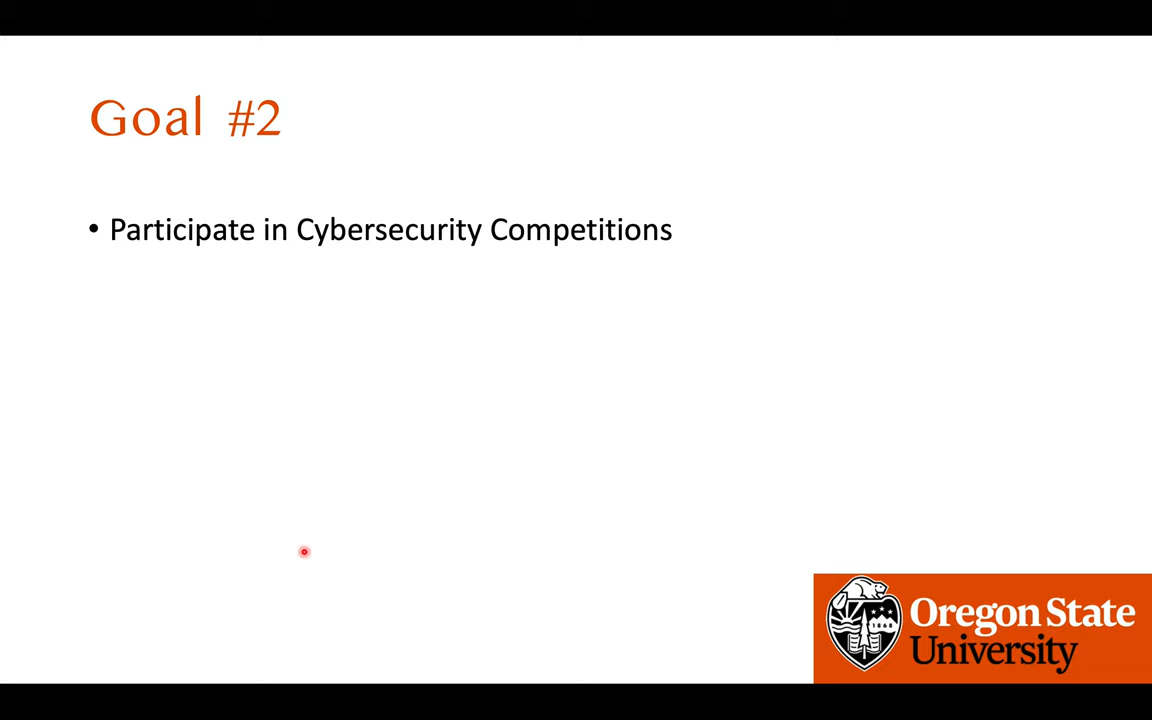 Goal #2
• Participate in Cybersecurity Competitions
Oregon State
University